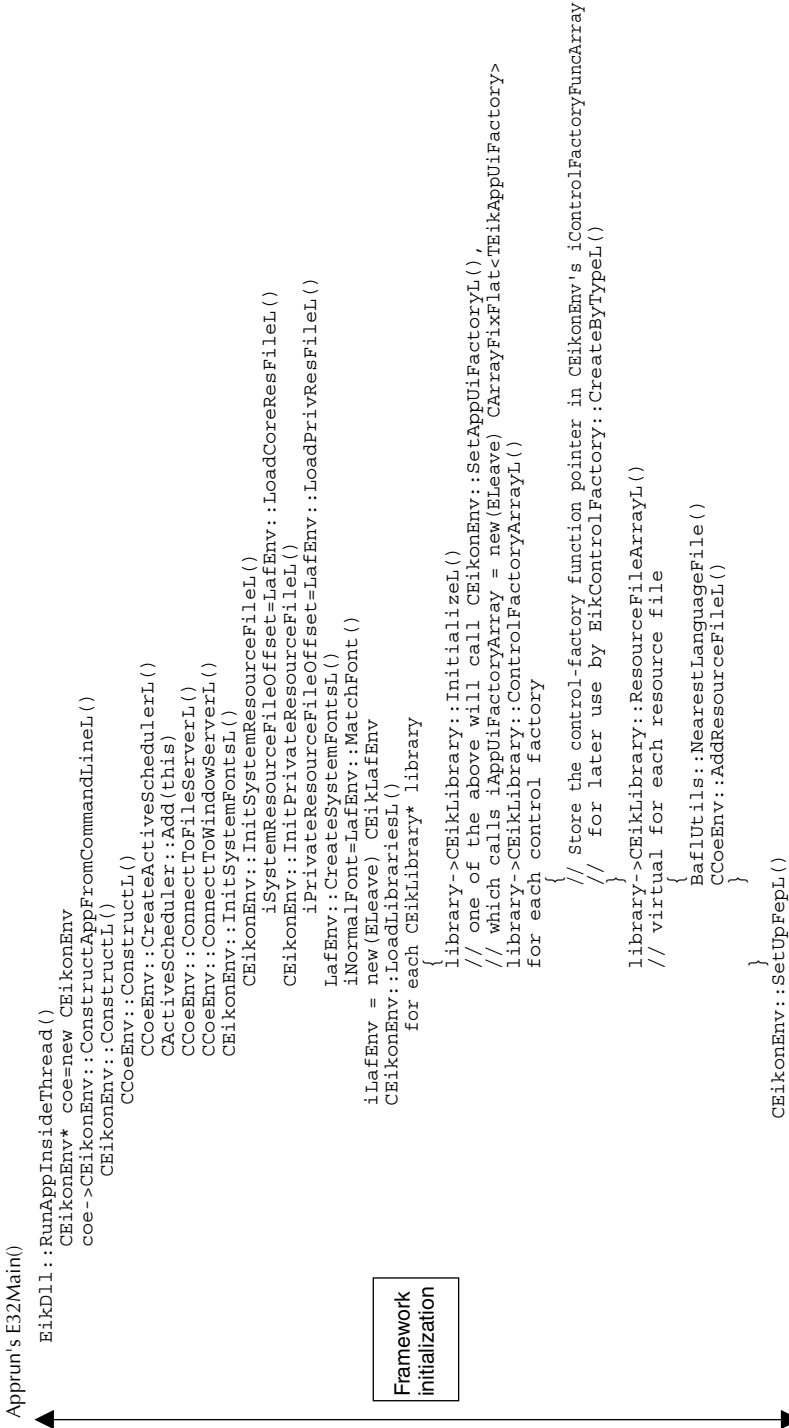 Apprun's E32Main()
EikDll::RunAppInsideThread()
CEikonEnv* coe=new CEikonEnv
coe->CEikonEnv::ConstructAppFromCommandLineL()
CEikonEnv::ConstructL()
CCoeEnv::ConstructL()
CCoeEnv::CreateActiveSchedulerL()
CActiveScheduler::Add(this)
CCoeEnv::ConnectToFileServerL()
CCoeEnv::ConnectToWindowServerL()
CEikonEnv::InitSystemFontsL()
CEikonEnv::InitSystemResourceFileL()
iSystemResourceFileOffset=LafEnv::LoadCoreResFileL()
CEikonEnv::InitPrivateResourceFileL()
iPrivateResourceFileOffset=LafEnv::LoadPrivResFileL()
LafEnv::CreateSystemFontsL()
iNormalFont=LafEnv::MatchFont()
iLafEnv = new(ELeave) CEikLafEnv
CEikonEnv::LoadLibrariesL()
for each CEikLibrary* library
{
library->CEikLibrary::InitializeL()
// one of the above will call CEikonEnv::SetAppUiFactoryL(),
// which calls iAppUiFactoryArray = new(ELeave) CArrayFixFlat<TEikAppUiFactory>
library->CEikLibrary::ControlFactoryArrayL()
for each control factory
{
// Store the control-factory function pointer in CEikonEnv's iControlFactoryFuncArray
// for later use by EikControlFactory::CreateByTypeL()
}
library->CEikLibrary::ResourceFileArrayL()
// virtual for each resource file
{
BaflUtils::NearestLanguageFile()
CCoeEnv::AddResourceFileL()
}
}
CEikonEnv::SetUpFepL()
Framework
initialization